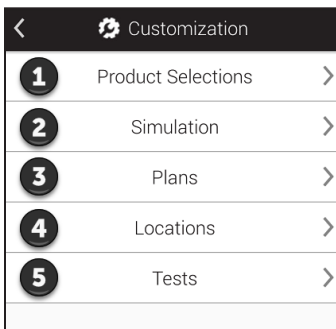 Customization
1 Product Selections
2 Simulation
3 Plans
4 Locations
5 Tests